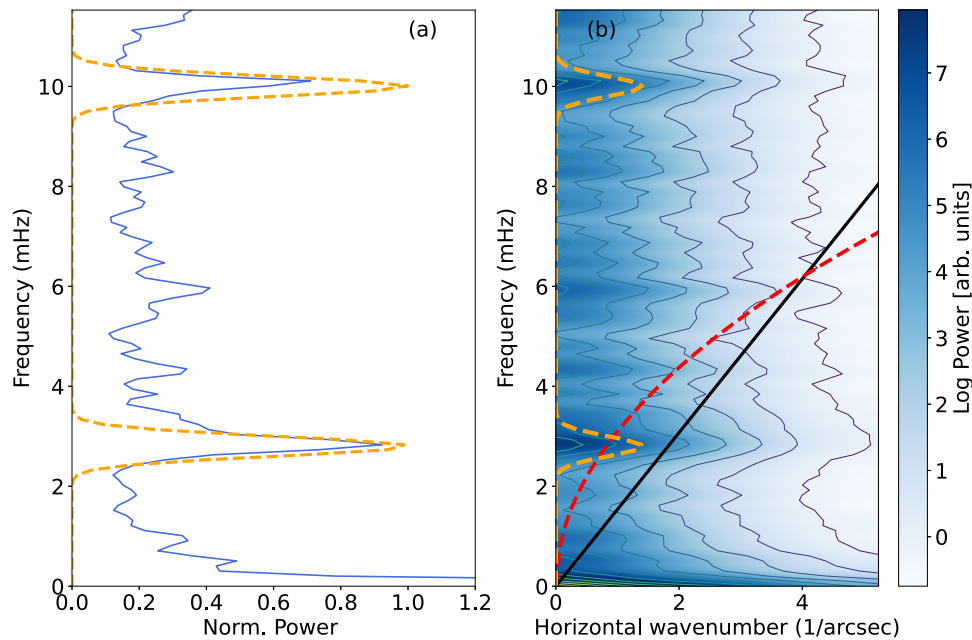 (a)
Frequency (mHz)
0
2
4
6
8
10
0.0 0.2 0.4 0.6 0.8 1.0 1.2
Norm. Power
(b)
Frequency (mHz)
0
2
4
6
8
10
0 2 4
Horizontal wavenumber (1/arcsec)
7
6
5
4
3
2
1
0
Log Power [arb. units]